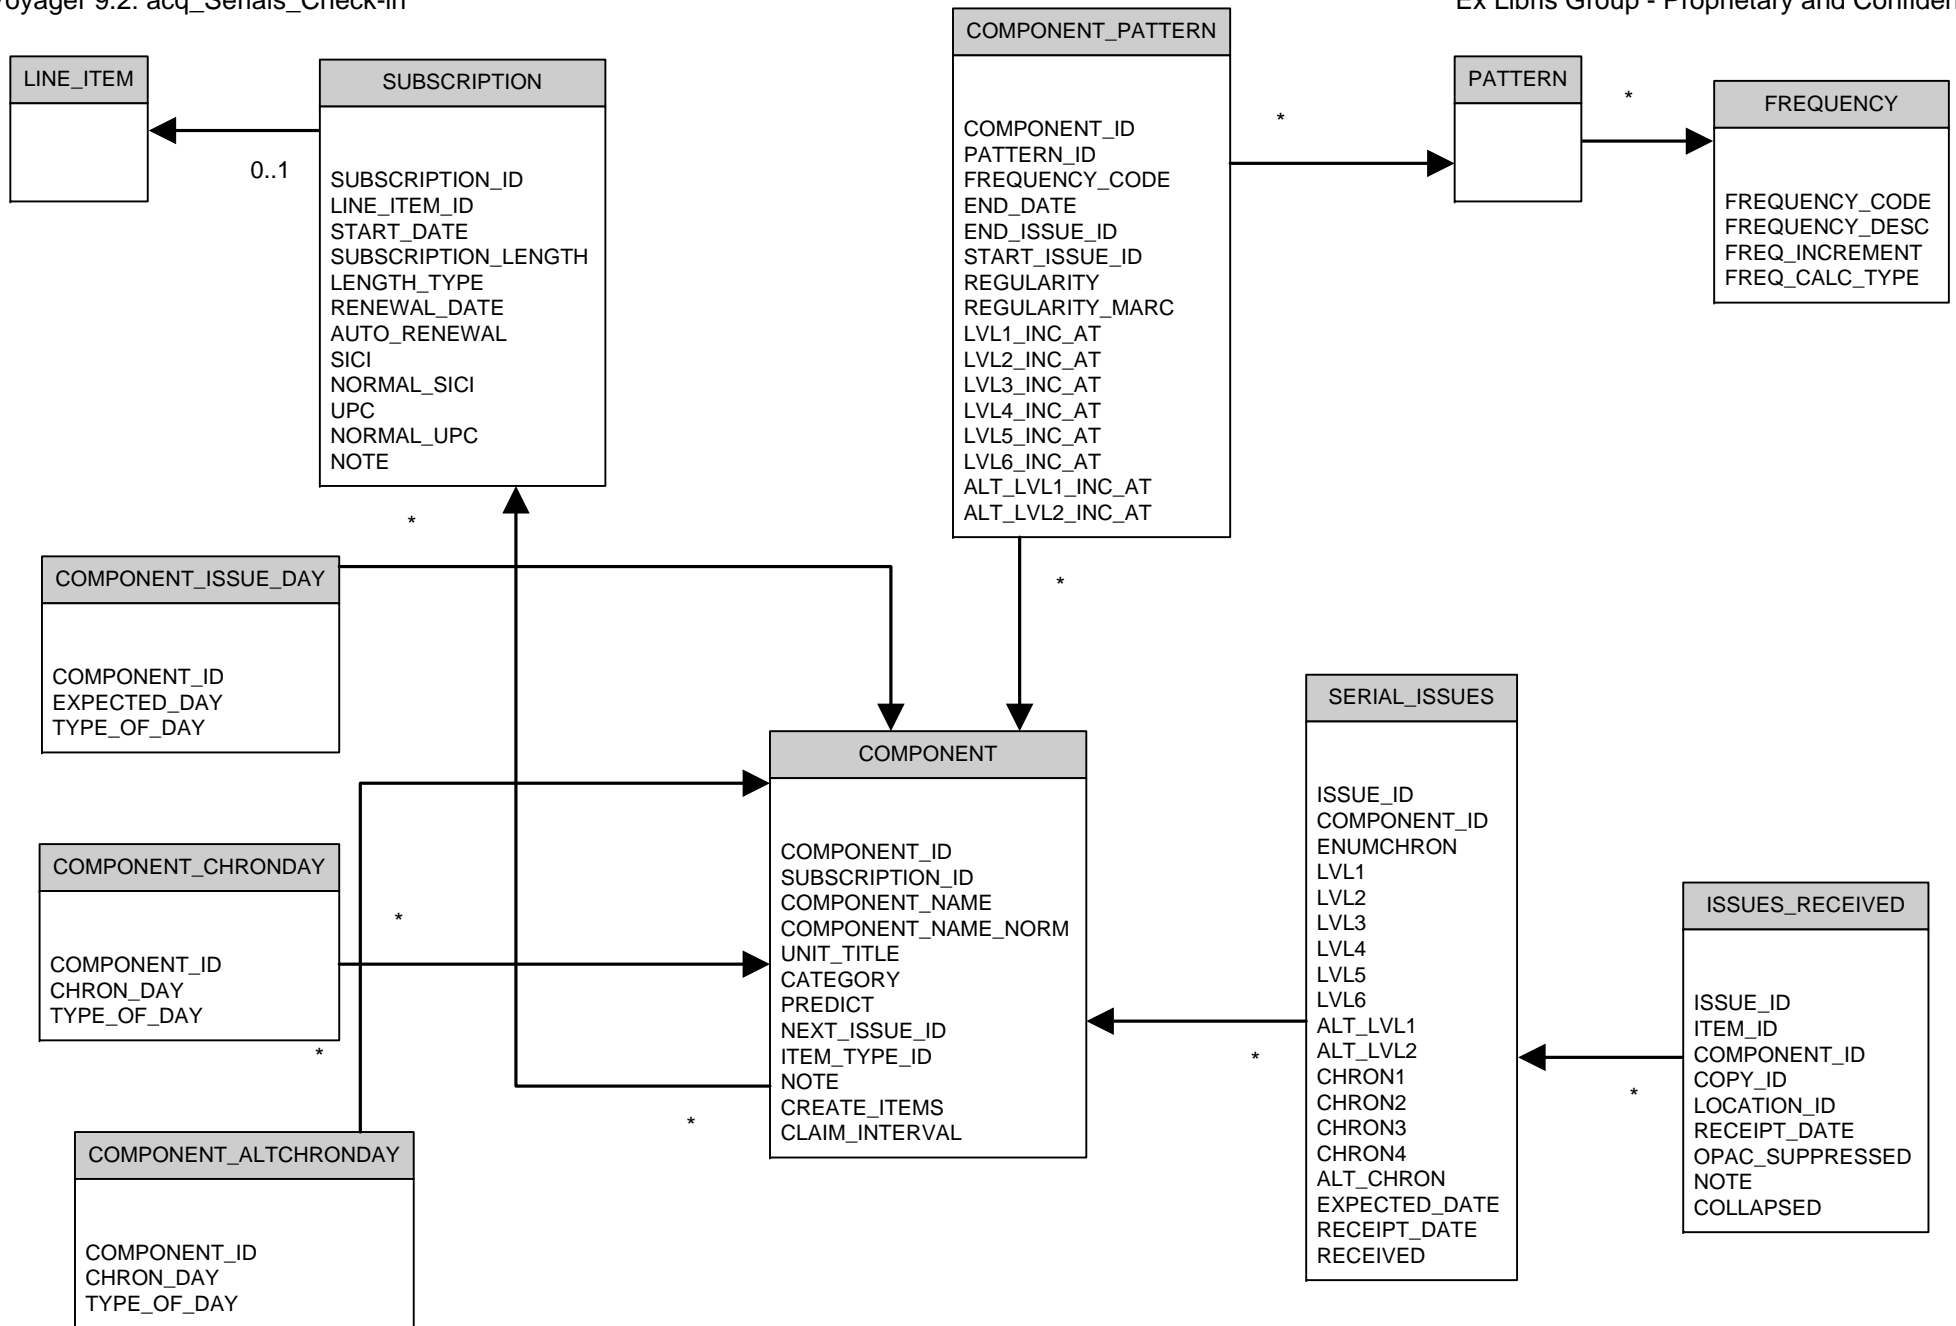 acq_Serials_Check-in
Ex Libris Group - Proprietary and
LINE_ITEM
SUBSCRIPTION
0..1
SUBSCRIPTION_ID
LINE_ITEM_ID
START_DATE
SUBSCRIPTION_LENGTH
LENGTH_TYPE
RENEWAL_DATE
AUTO_RENEWAL
SICI
NORMAL_SICI
UPC
NORMAL_UPC
NOTE
*
COMPONENT_PATTERN
COMPONENT_ID
PATTERN_ID
FREQUENCY_CODE
END_DATE
END_ISSUE_ID
START_ISSUE_ID
REGULARITY
REGULARITY_MARC
LVL1_INC_AT
LVL2_INC_AT
LVL3_INC_AT
LVL4_INC_AT
LVL5_INC_AT
LVL6_INC_AT
ALT_LVL1_INC_AT
ALT_LVL2_INC_AT
*
*
PATTERN
*
FREQUENCY
FREQUENCY_CODE
FREQUENCY_DESC
FREQ_INCREMENT
FREQ_CALC_TYPE
COMPONENT_ISSUE_DAY
COMPONENT_ID
EXPECTED_DAY
TYPE_OF_DAY
COMPONENT_CHRONDAY
COMPONENT_ID
CHRON_DAY
TYPE_OF_DAY
*
*
COMPONENT_ALTCHRONDAY
COMPONENT_ID
CHRON_DAY
TYPE_OF_DAY
COMPONENT
COMPONENT_ID
SUBSCRIPTION_ID
COMPONENT_NAME
COMPONENT_NAME_NORM
UNIT_TITLE
CATEGORY
PREDICT
NEXT_ISSUE_ID
ITEM_TYPE_ID
NOTE
CREATE_ITEMS
CLAIM_INTERVAL
*
SERIAL_ISSUES
ISSUE_ID
COMPONENT_ID
ENUMCHRON
LVL1
LVL2
LVL3
LVL4
LVL5
LVL6
ALT_LVL1
ALT_LVL2
CHRON1
CHRON2
CHRON3
CHRON4
ALT_CHRON
EXPECTED_DATE
RECEIPT_DATE
RECEIVED
*
ISSUES_RECEIVED
ISSUE_ID
ITEM_ID
COMPONENT_ID
COPY_ID
LOCATION_ID
RECEIPT_DATE
OPAC_SUPPRESSED
NOTE
COLLAPSED
*